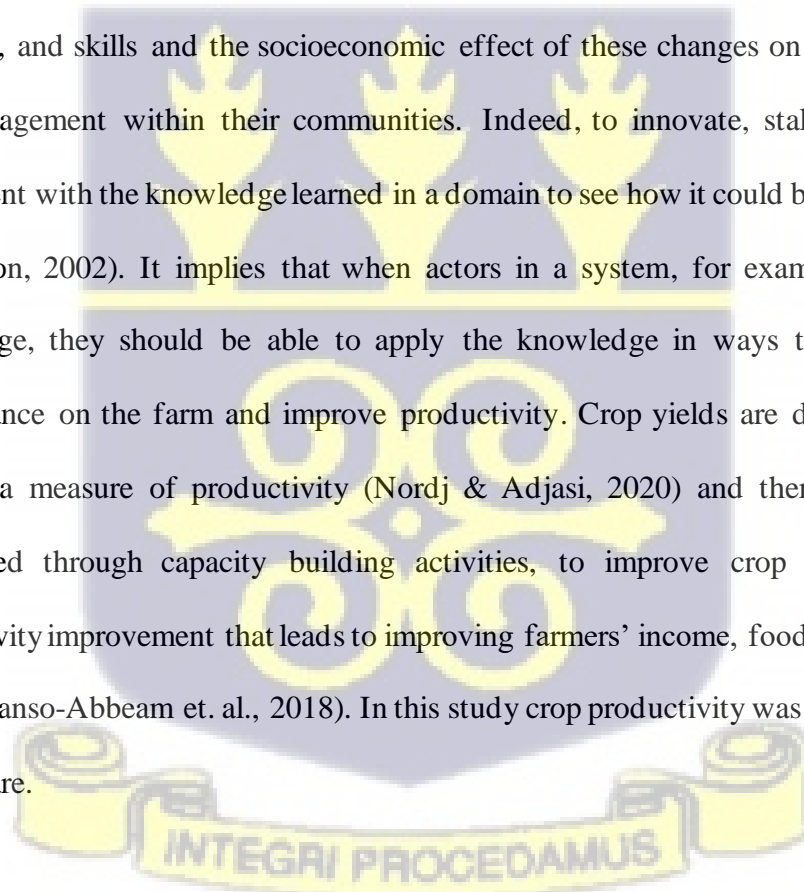 , and skills and the socioeconomic effect of these changes on
agement within their communities. Indeed, to innovate, stal
ent with the knowledge learned in a domain to see how it could b
on, 2002). It implies that when actors in a system, for exam
ge, they should be able to apply the knowledge in ways t
ance on the farm and improve productivity. Crop yields are d
a measure of productivity (Nordj & Adjasi, 2020) and ther
ed through capacity building activities, to improve crop
vity improvement that leads to improving farmers’ income, food
anso-Abbeam et. al., 2018). In this study crop productivity was
are.
INTEGRI PROCEDAMUS